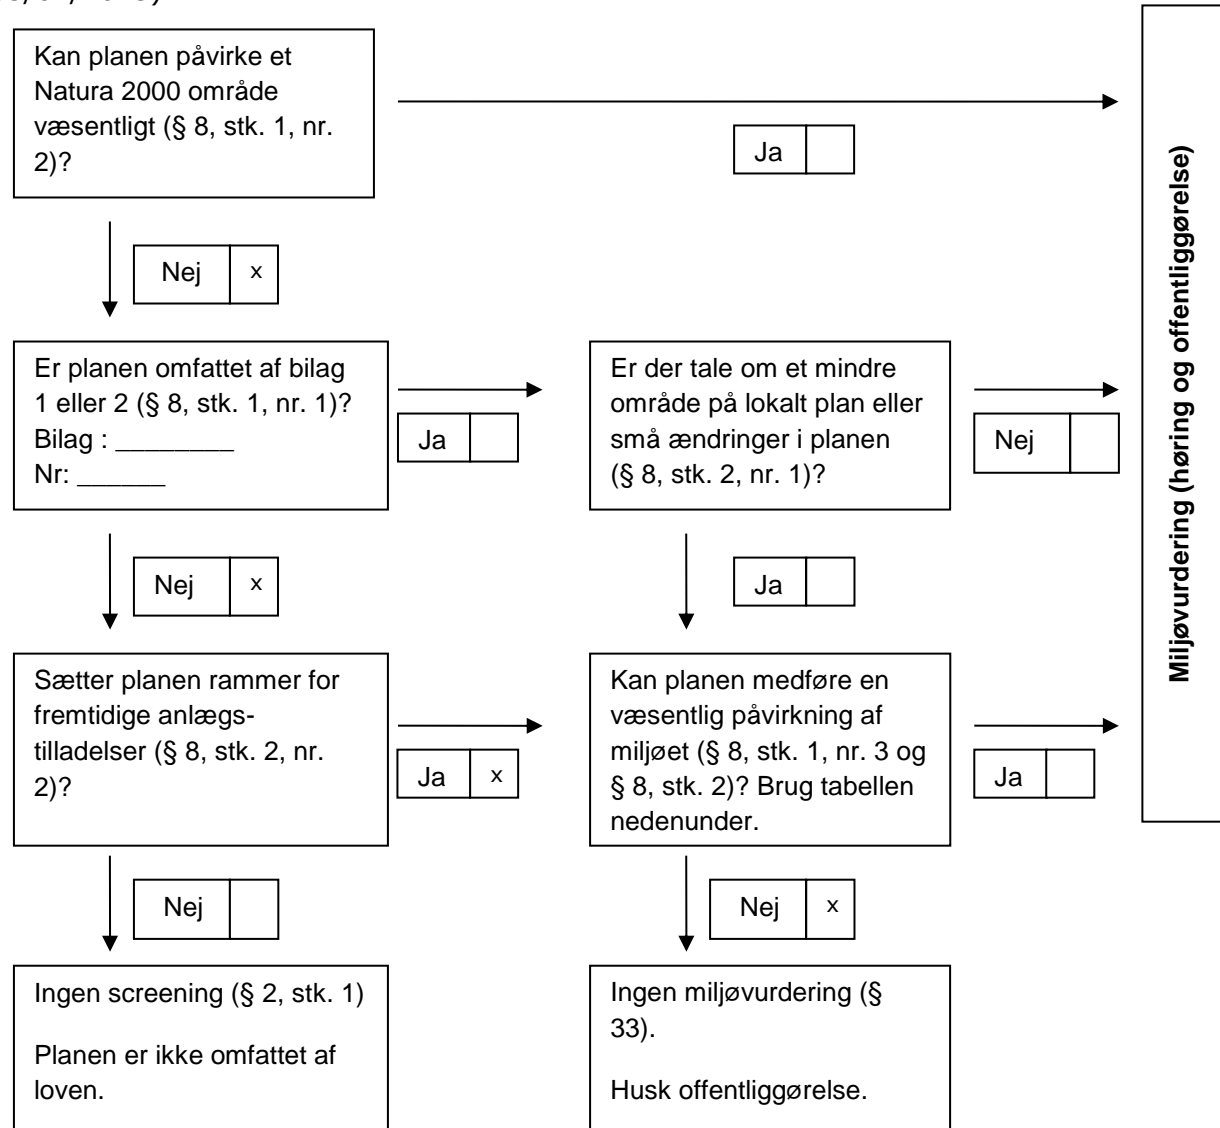 Kan planen påvirke et
Natura 2000 område
væsentligt (§ 8, stk. 1, nr.
2)?
Ja
Nej x
Er planen omfattet af bilag
1 eller 2 (§ 8, stk. 1, nr. 1)?
Bilag : ________
Nr: ______
Ja
Er der tale om et mindre
område på lokalt plan eller
små ændringer i planen
(§ 8, stk. 2, nr. 1)?
Nej
Nej x
Ja
Sætter planen rammer for
fremtidige anlægs-
tilladelser (§ 8, stk. 2, nr.
2)?
Ja x
Kan planen medføre en
væsentlig påvirkning af
miljøet (§ 8, stk. 1, nr. 3 og
§ 8, stk. 2)? Brug tabellen
nedenunder.
Ja
Nej
Nej x
Ingen screening (§ 2, stk. 1)
Planen er ikke omfattet af
loven.
Ingen miljøvurdering (§
33).
Husk offentliggørelse.
Miljøvurdering (høring og offentliggørelse)